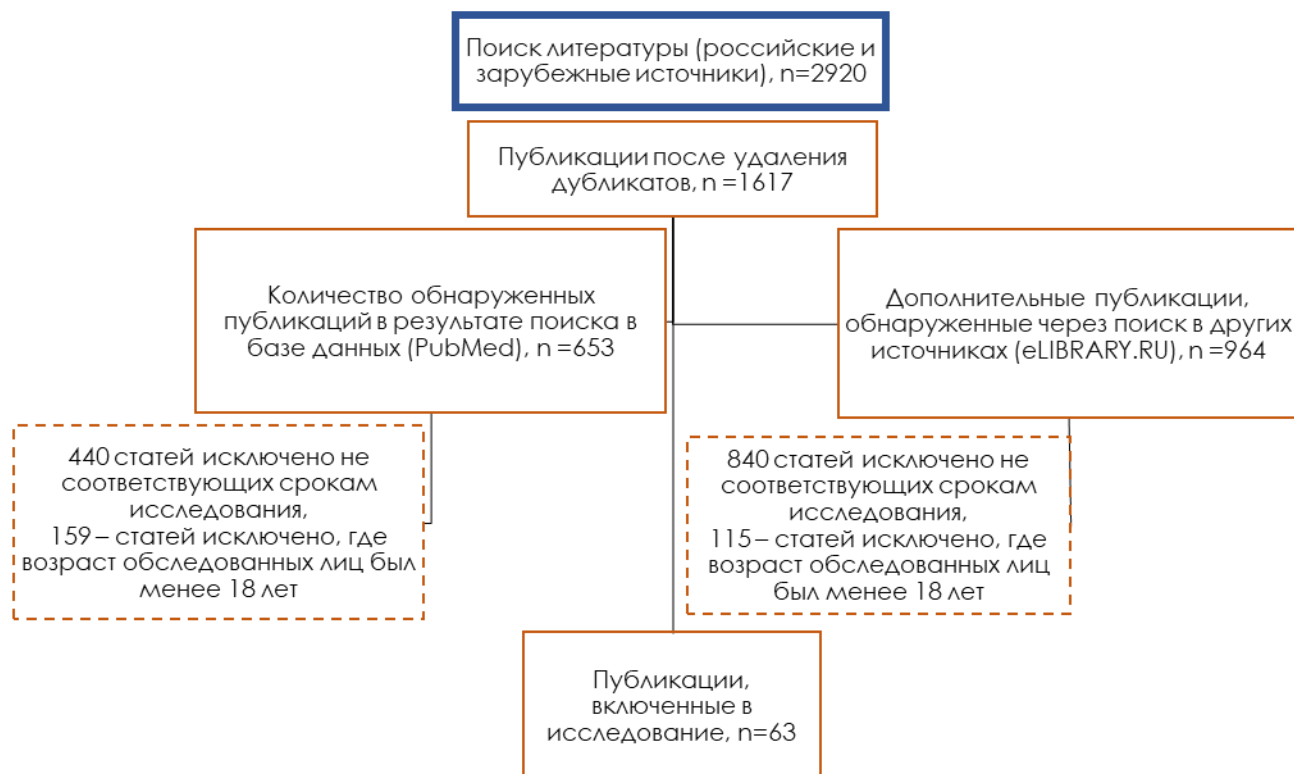 Поиск литературы (российские и
зарубежные источники), n=2920
Публикации после удаления
дубликатов, n =1617
Количество обнаруженных
публикаций в результате поиска в
базе данных (PubMed), n =653
Дополнительные публикации,
обнаруженные через поиск в других
источниках (eLIBRARY.RU), n =964
440 статей исключено не
соответствующих срокам
исследования,
159 – статей исключено, где
возраст обследованных лиц был
менее 18 лет
840 статей исключено не
соответствующих срокам
исследования,
115 – статей исключено, где
возраст обследованных лиц
был менее 18 лет
Публикации,
включенные в
исследование, n=63